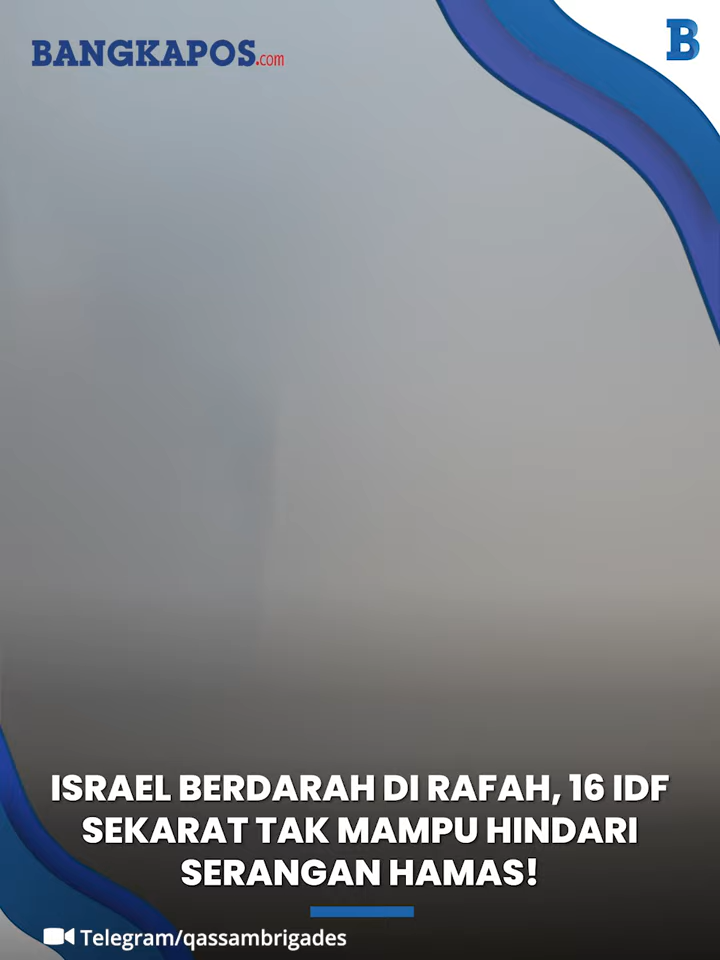 BANGKAPOS.com
B
ISRAEL BERDARAH DI RAFAH, 16 IDF
SEKARAT TAK MAMPU HINDARI
SERANGAN HAMAS!
Telegram/qassambrigades